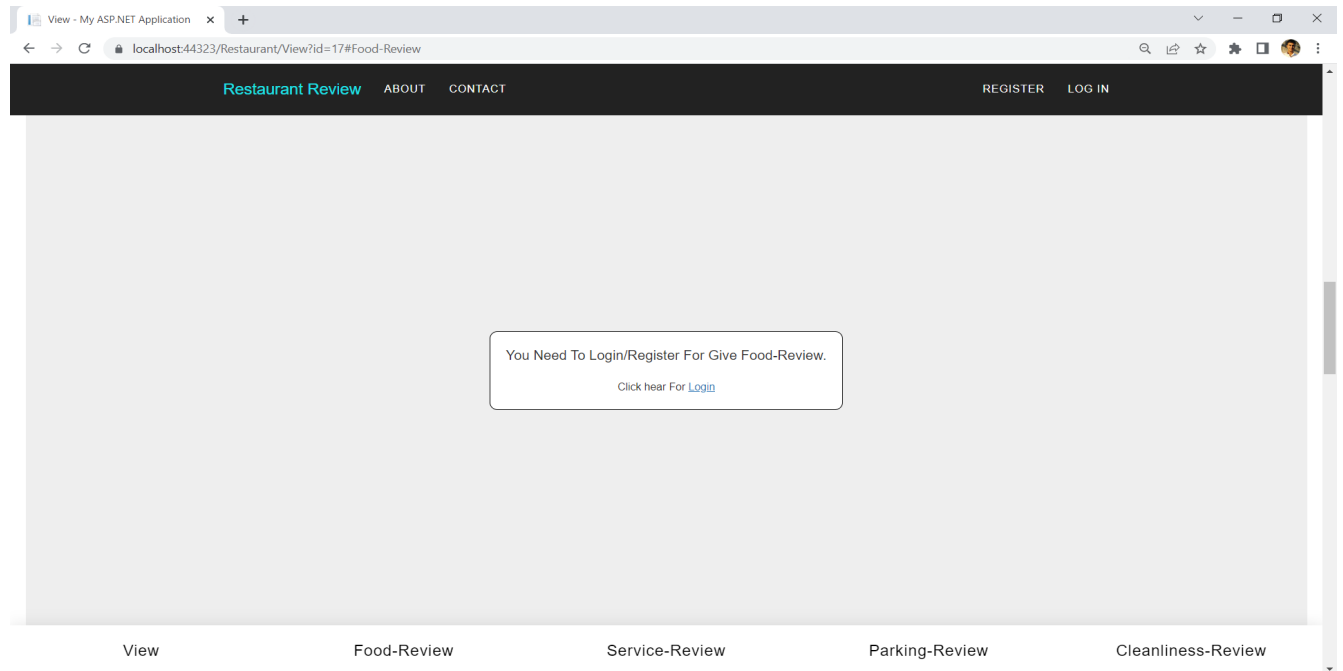 View - My ASP.NET Application
localhost:44323/Restaurant/View?id=17#Food-Review
Restaurant Review ABOUT CONTACT REGISTER LOG IN
You Need To Login/Register For Give Food-Review.
Click hear For Login
View Food-Review Service-Review Parking-Review Cleanliness-Review